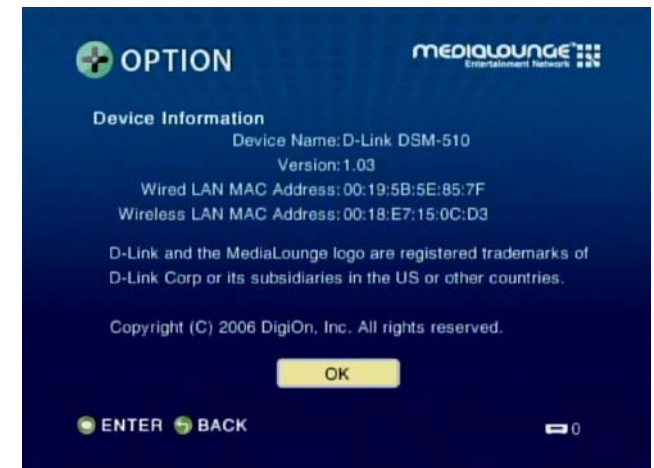 OPTION
MEDIALOUNGE
Entertainment Network
Device Information
Device Name:D-Link DSM-510
Version:1.03
Wired LAN MAC Address:00:19:5B:5E:85:7F
Wireless LAN MAC Address:00:18:E7:15:0C:D3
D-Link and the MediaLounge logo are registered trademarks of
D-Link Corp or its subsidiaries in the US or other countries.
Copyright (C) 2006 DigiOn, Inc. All rights reserved.
OK
ENTER BACK
0